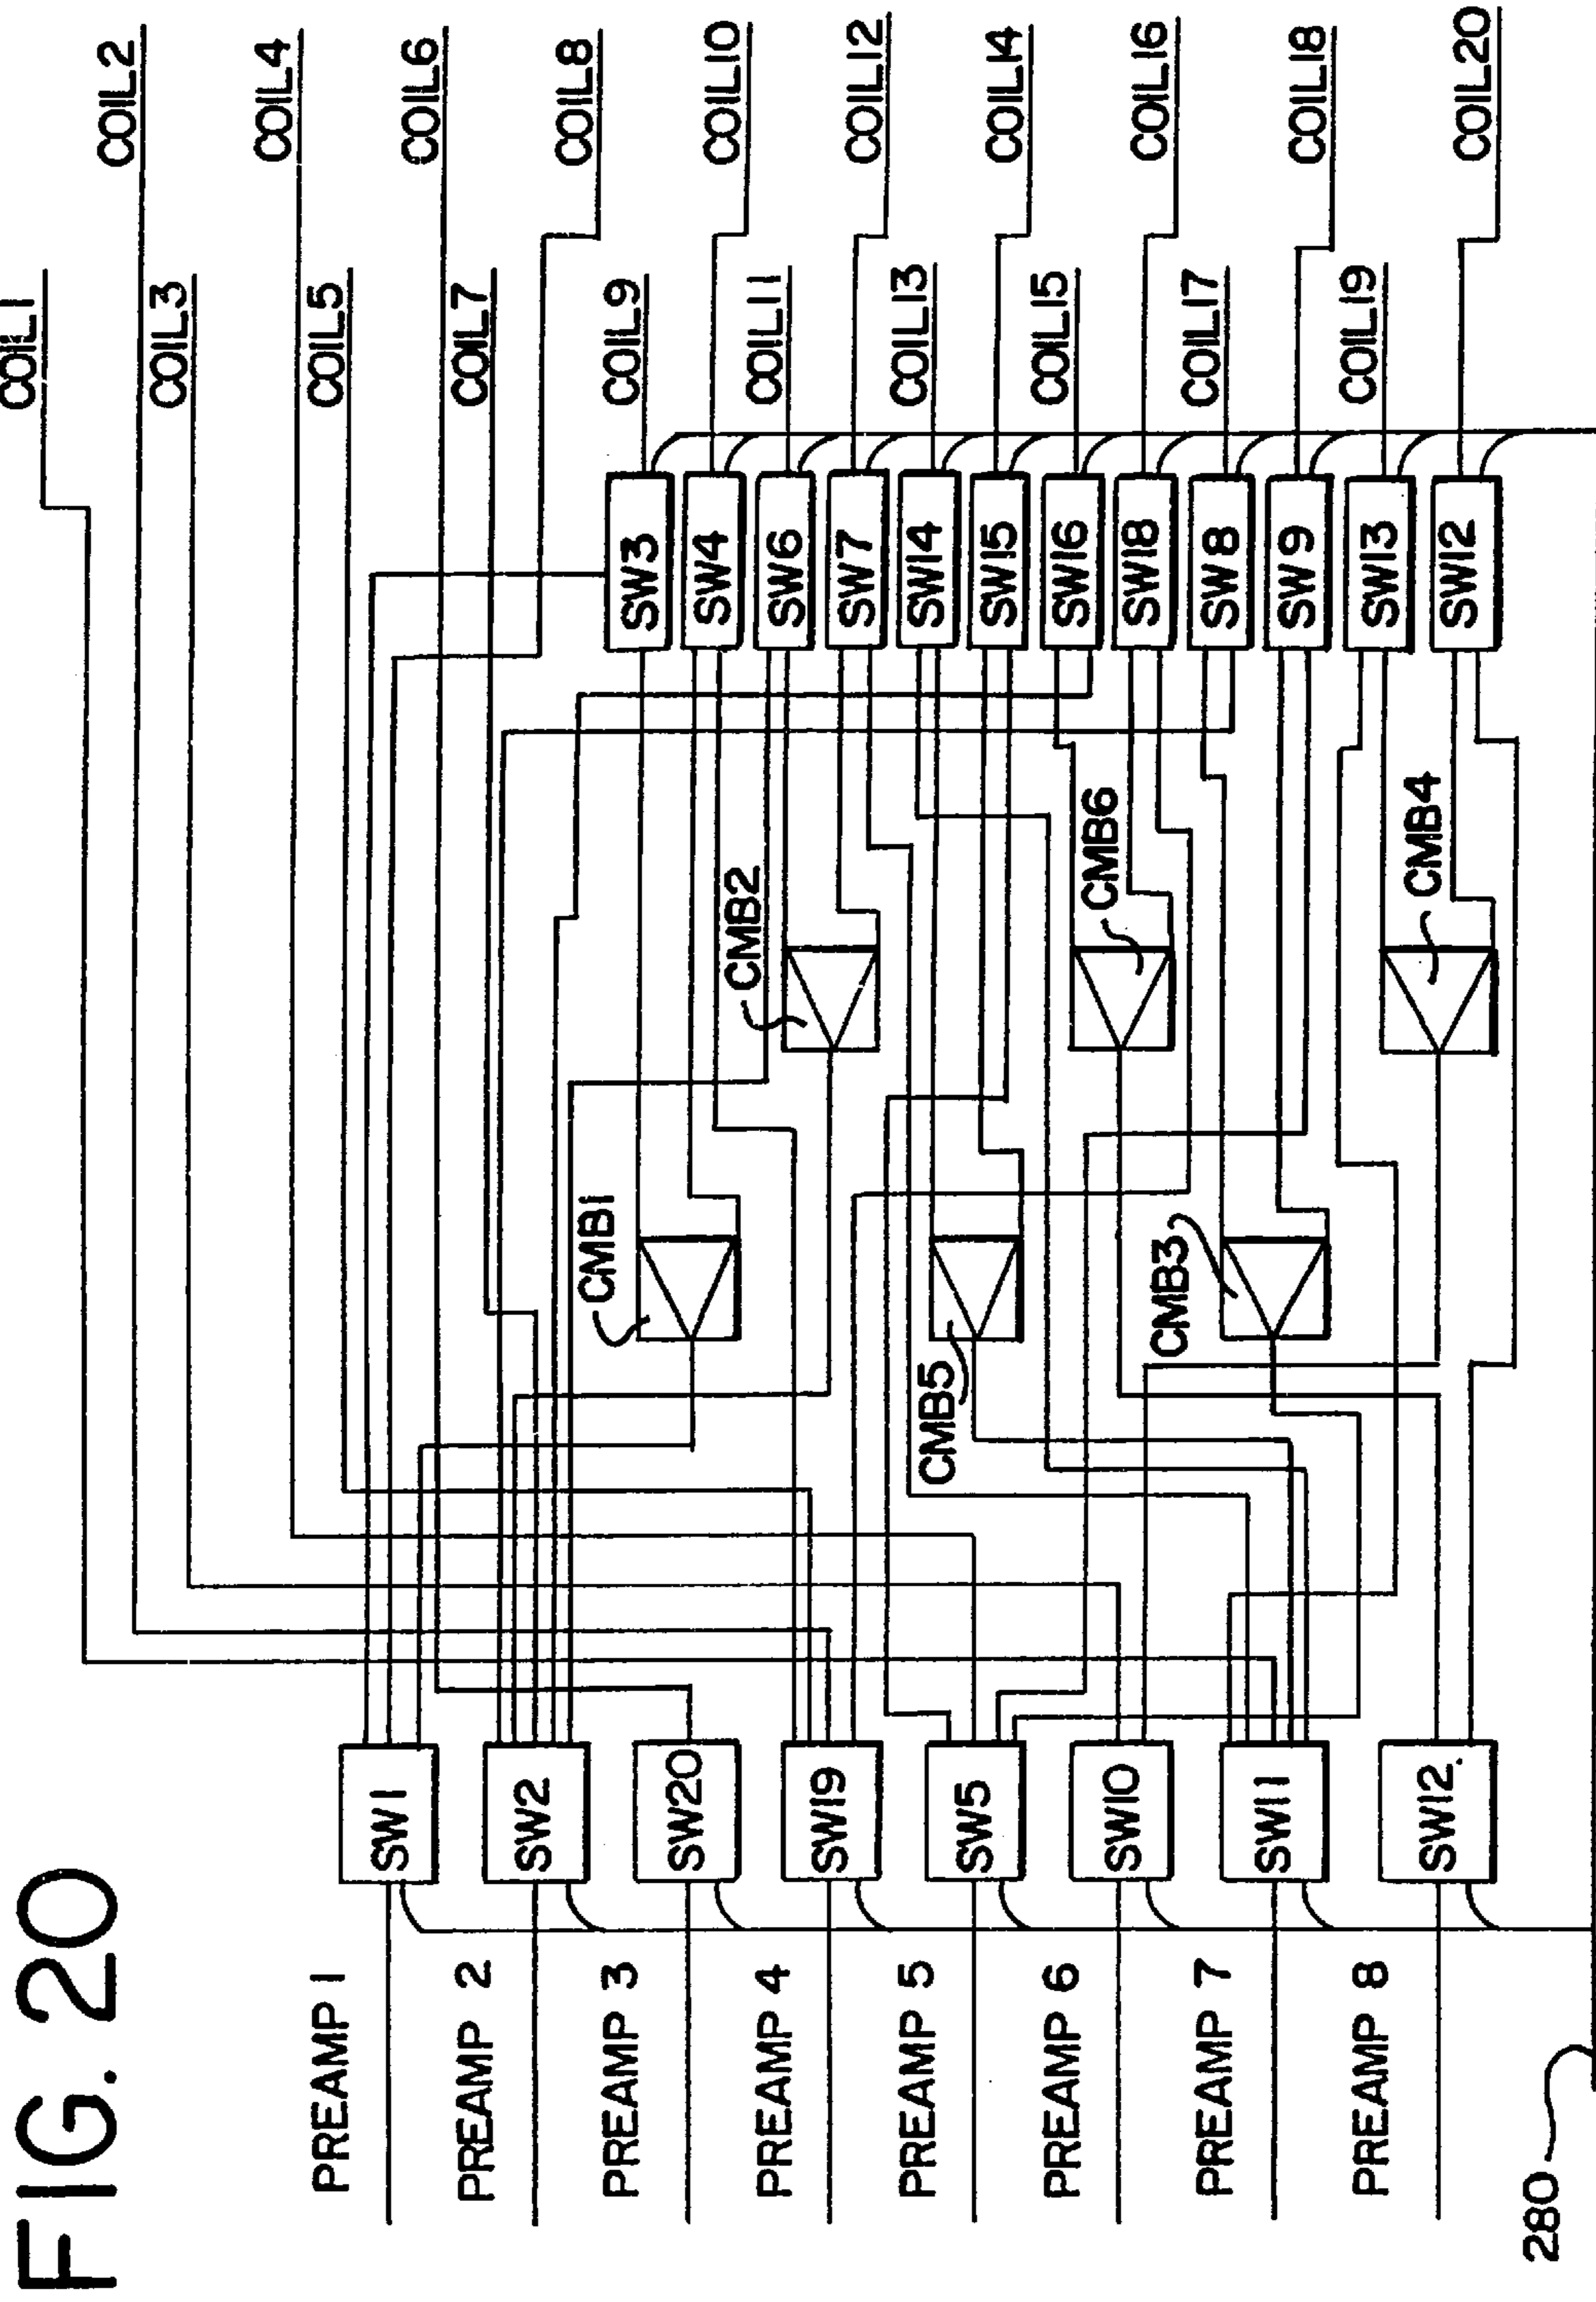 FIG. 20
COIL1
COIL2
COIL3
COIL4
COIL5
COIL6
COIL7
COIL8
COIL9
COIL10
COIL11
COIL12
COIL13
COIL14
COIL15
COIL16
COIL17
COIL18
COIL19
COIL20
SW3
SW4
SW6
SW7
SW14
SW15
SW16
SW18
SW8
SW9
SW13
SW12
CMB1
CMB2
CMB5
CMB6
CMB3
CMB4
SW1
SW2
SW20
SW19
SW5
SW10
SW11
SW12.
PREAMP 1
PREAMP 2
PREAMP 3
PREAMP 4
PREAMP 5
PREAMP 6
PREAMP 7
PREAMP 8
280